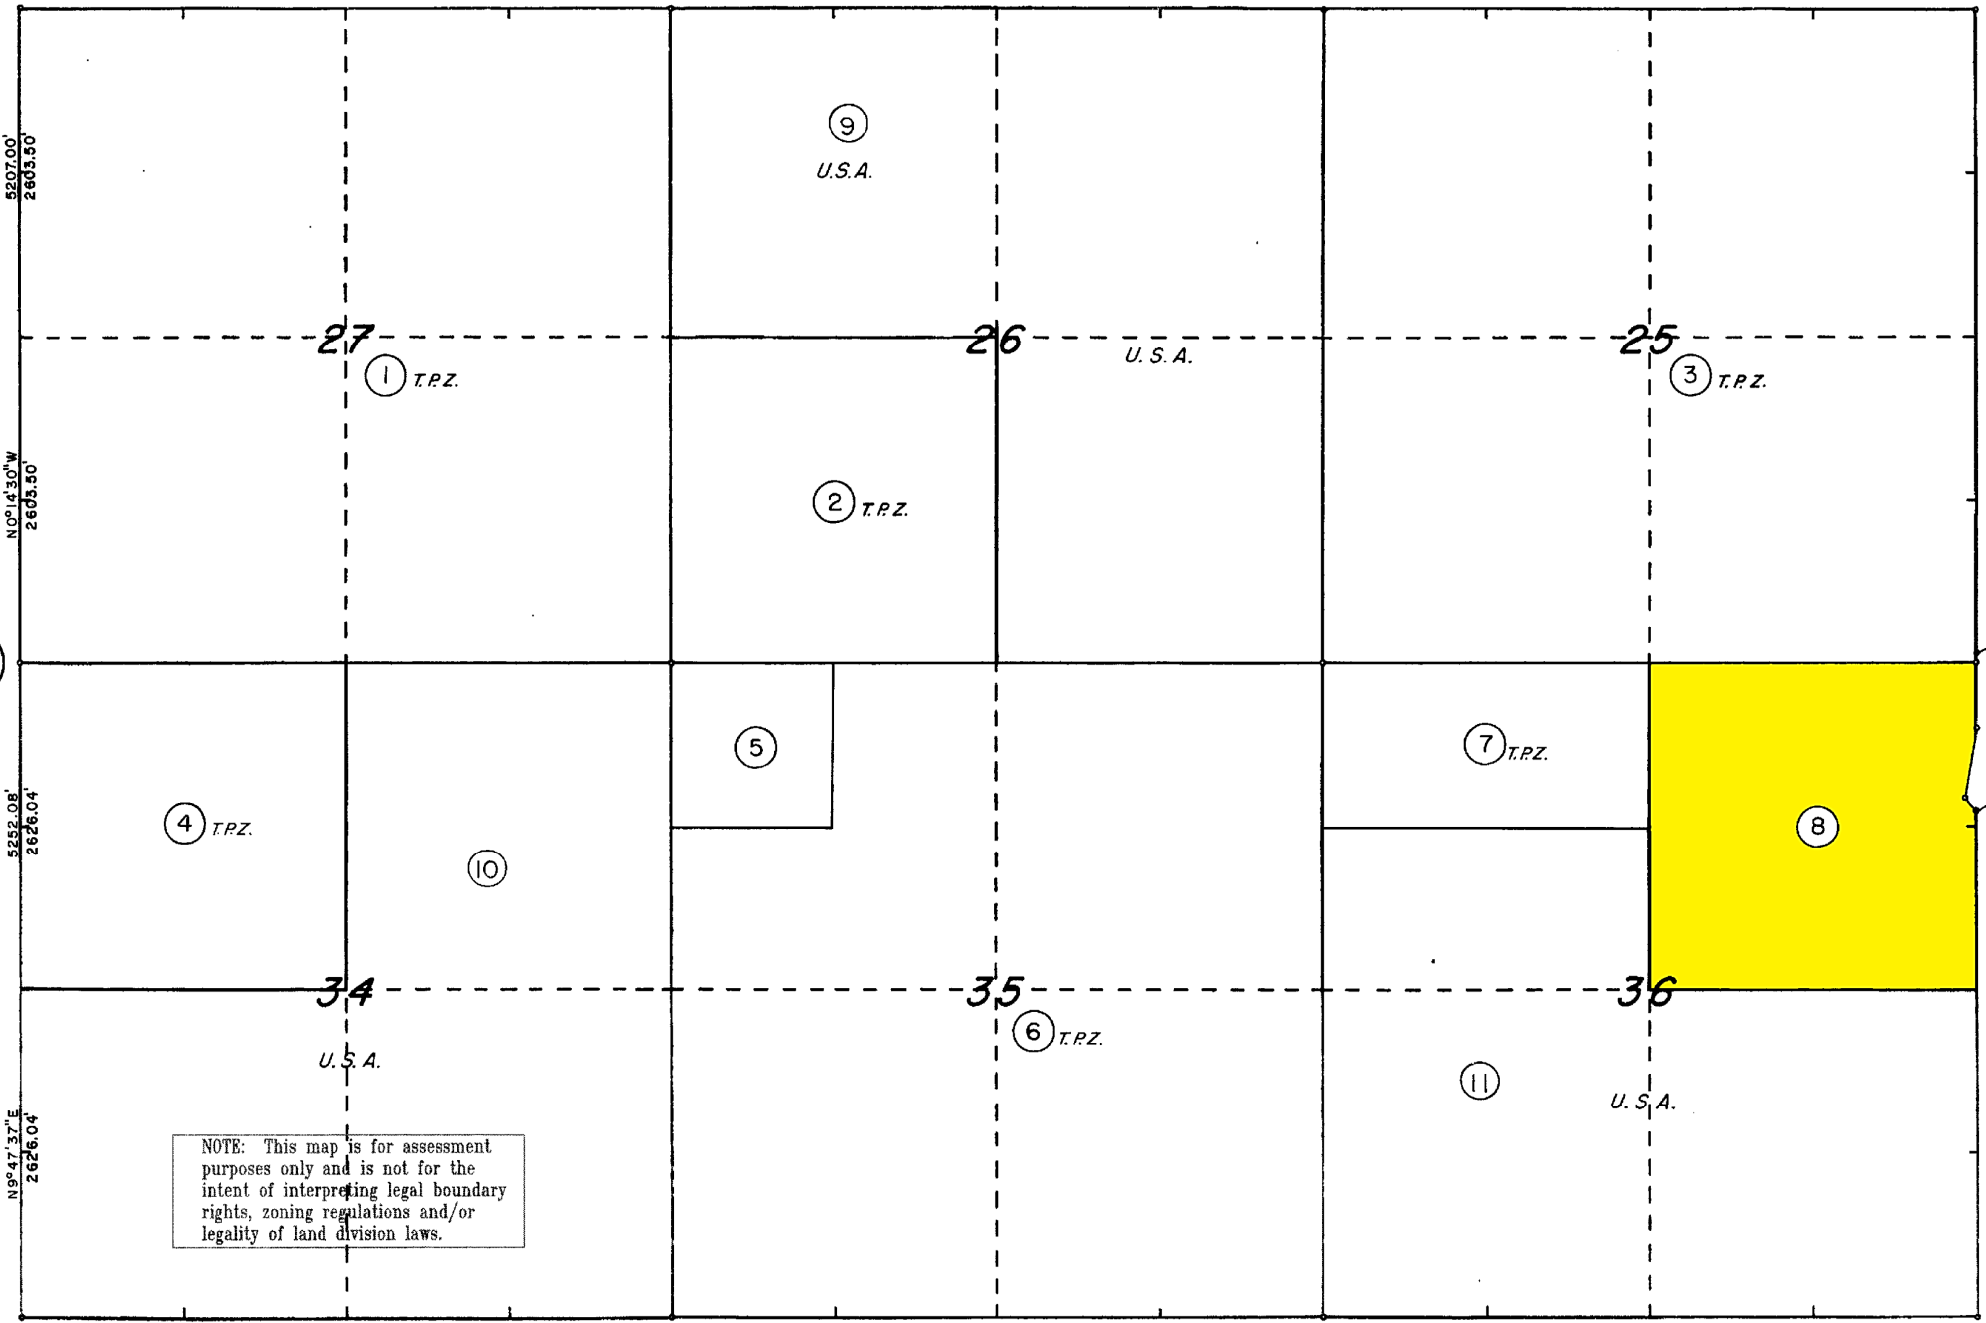 9
U.S.A.
5207.00'
2603.50'
27
26
25
U.S.A.
1 T.P.Z.
3 T.P.Z.
N0°14'30"W
2603.50'
2 T.P.Z.
5
7 T.P.Z.
5252.08'
2626.04'
4 T.P.Z.
8
10
34
35
36
6 T.P.Z.
U.S.A.
11
U.S.A.
N9°47'37"E
2626.04'
NOTE: This map is for assessment
purposes only and is not for the
intent of interpreting legal boundary
rights, zoning regulations and/or
legality of land division laws.